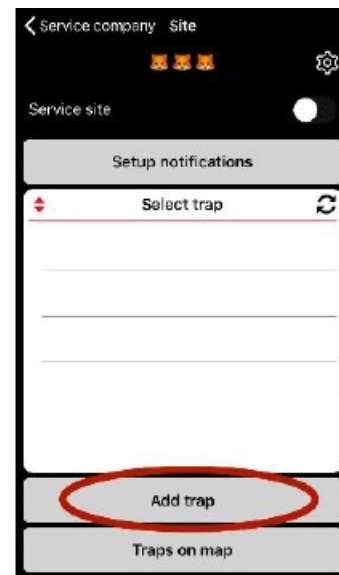 Service company Site
Service site
Setup notifications
Select trap
Add trap
Traps on map